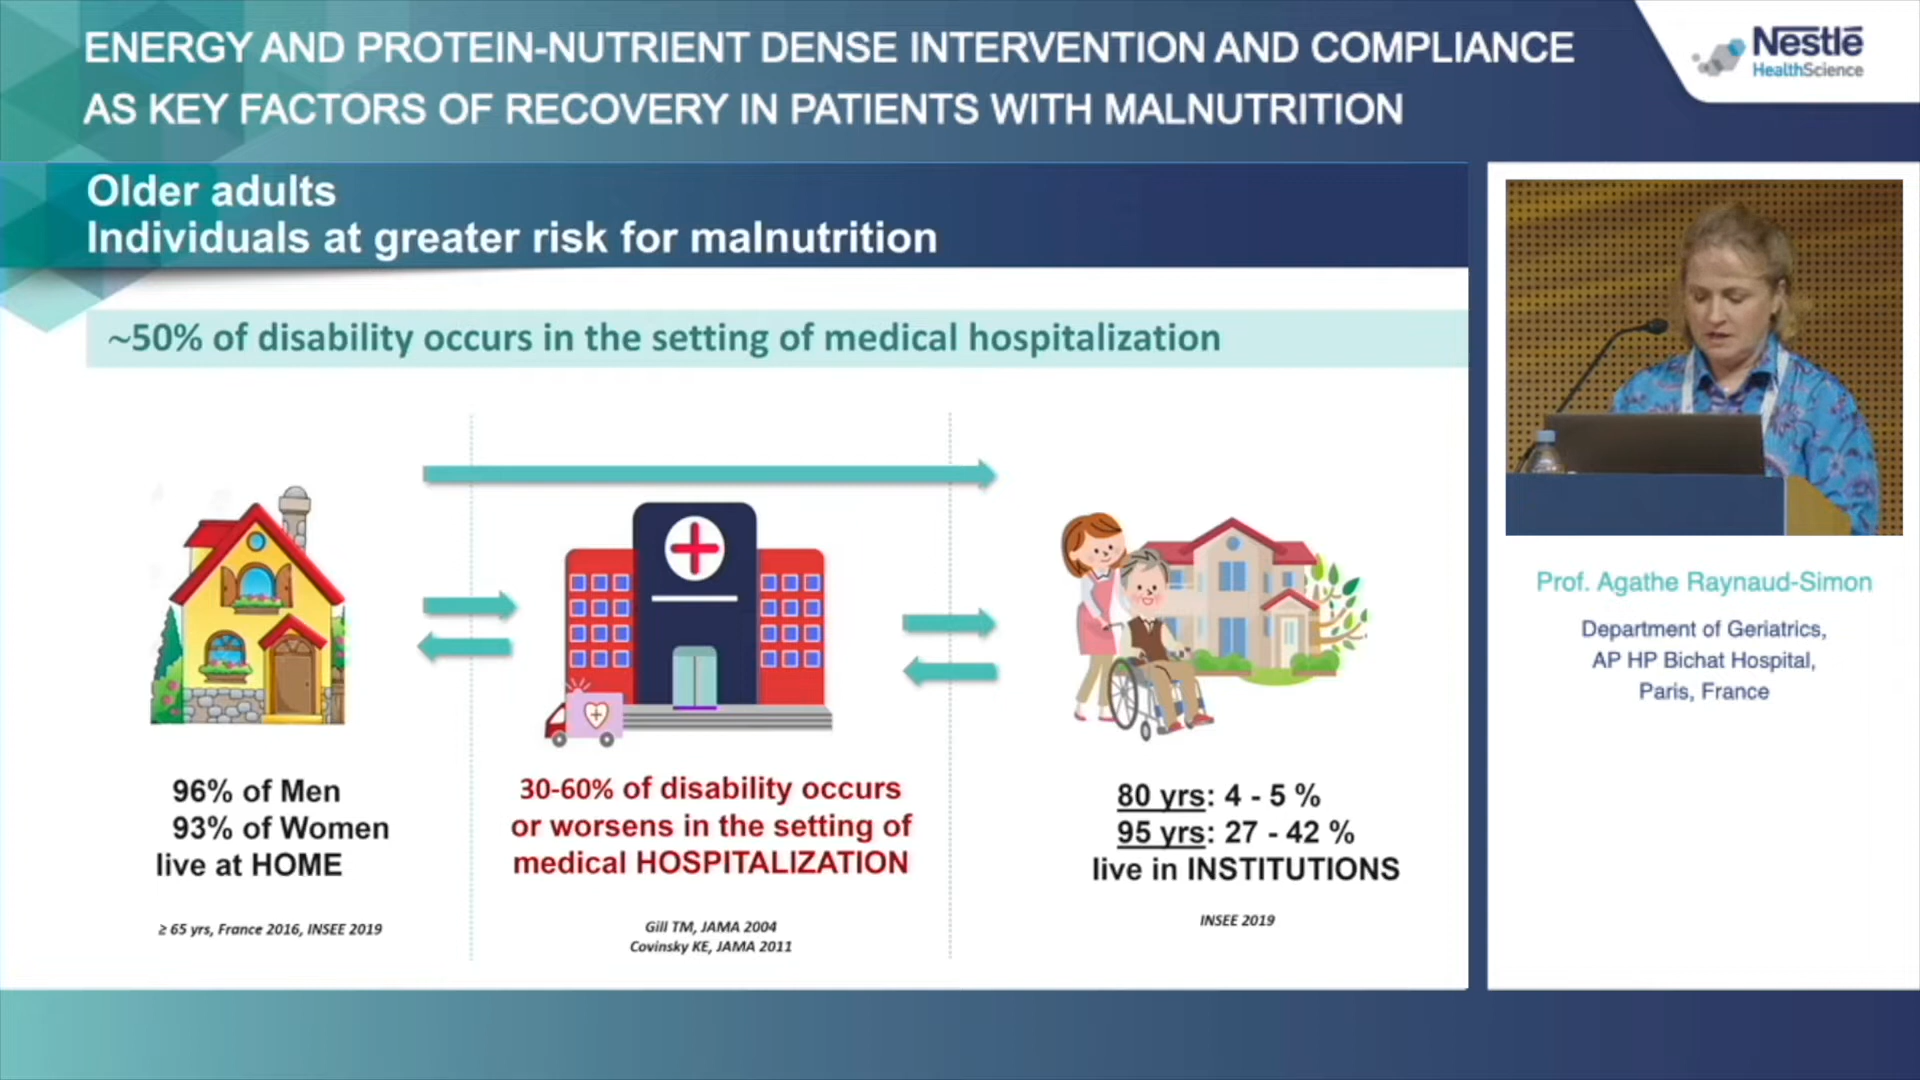 ENERGY AND PROTEIN-NUTRIENT DENSE INTERVENTION AND COMPLIANCE
AS KEY FACTORS OF RECOVERY IN PATIENTS WITH MALNUTRITION
Nestlé
HealthScience
Older adults
Individuals at greater risk for malnutrition
~50% of disability occurs in the setting of medical hospitalization
96% of Men
93% of Women
live at HOME
≥ 65 yrs, France 2016, INSEE 2019
30-60% of disability occurs
or worsens in the setting of
medical HOSPITALIZATION
Gill TM, JAMA 2004
Covinsky KE, JAMA 2011
80 yrs: 4 - 5 %
95 yrs: 27 - 42 %
live in INSTITUTIONS
INSEE 2019
Prof. Agathe Raynaud-Simon
Department of Geriatrics,
AP HP Bichat Hospital,
Paris, France